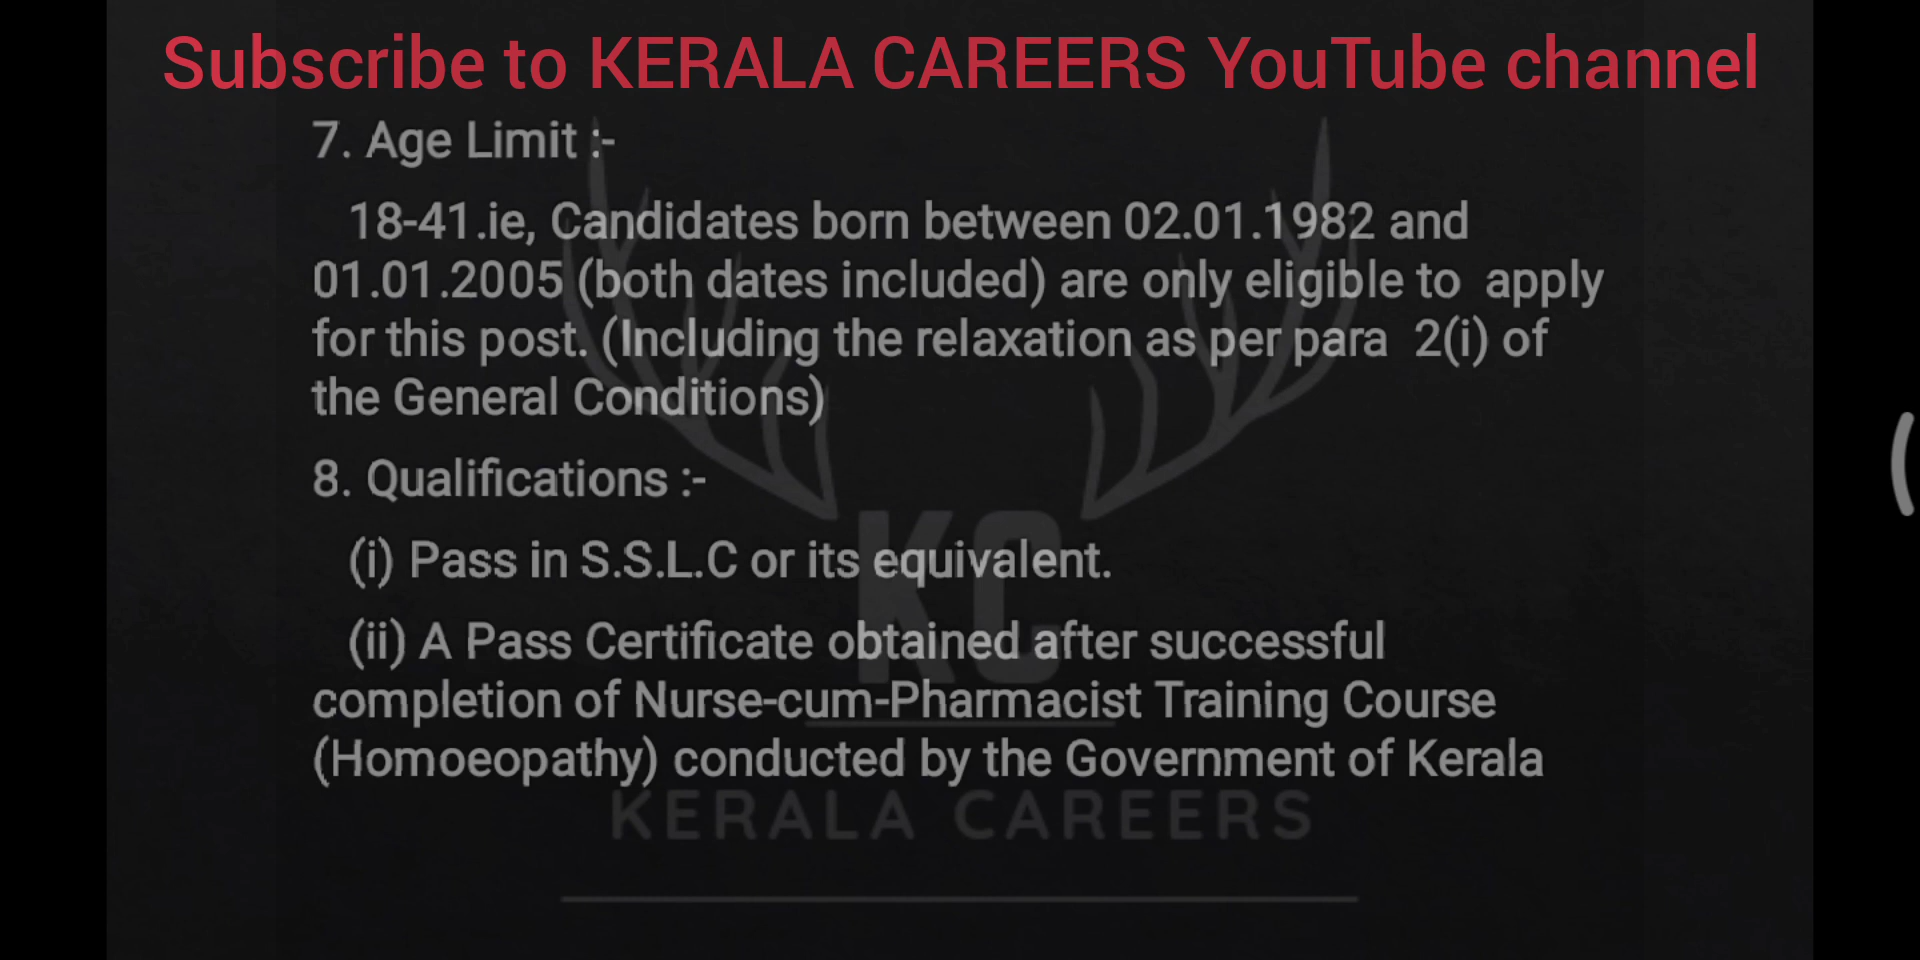 Subscribe to KERALA CAREERS YouTube channel
7. Age Limit :-
18-41.ie, Candidates born between 02.01.1982 and
01.01.2005 (both dates included) are only eligible to apply
for this post. (Including the relaxation as per para 2(i) of
the General Conditions)
8. Qualifications :-
(i) Pass in S.S.L.C or its equivalent.
(ii) A Pass Certificate obtained after successful
completion of Nurse-cum-Pharmacist Training Course
(Homoeopathy) conducted by the Government of Kerala
KC
KERALA CAREERS